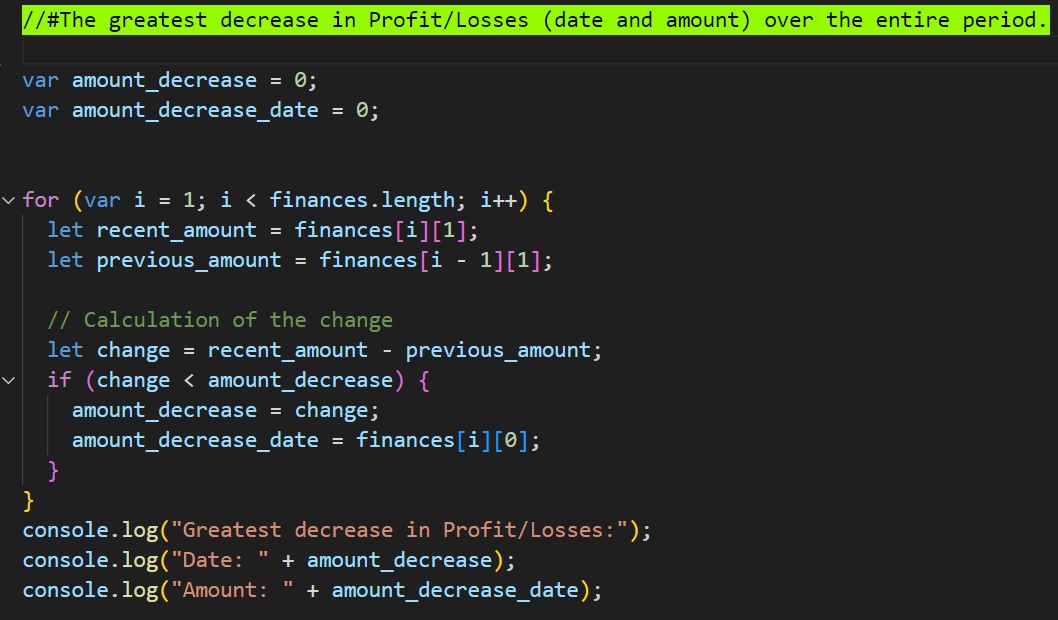 //#The greatest decrease in Profit/Losses (date and amount) over the entire period.
var amount_decrease = 0;
var amount_decrease_date = 0;
for (var i = 1; i < finances.length; i++) {
let recent_amount = finances[i][1];
let previous_amount = finances[i - 1][1];
// Calculation of the change
let change = recent_amount - previous_amount;
if (change < amount_decrease) {
amount_decrease = change;
amount_decrease_date = finances[i][0];
}
}
console.log("Greatest decrease in Profit/Losses:");
console.log("Date: " + amount_decrease);
console.log("Amount: " + amount_decrease_date);